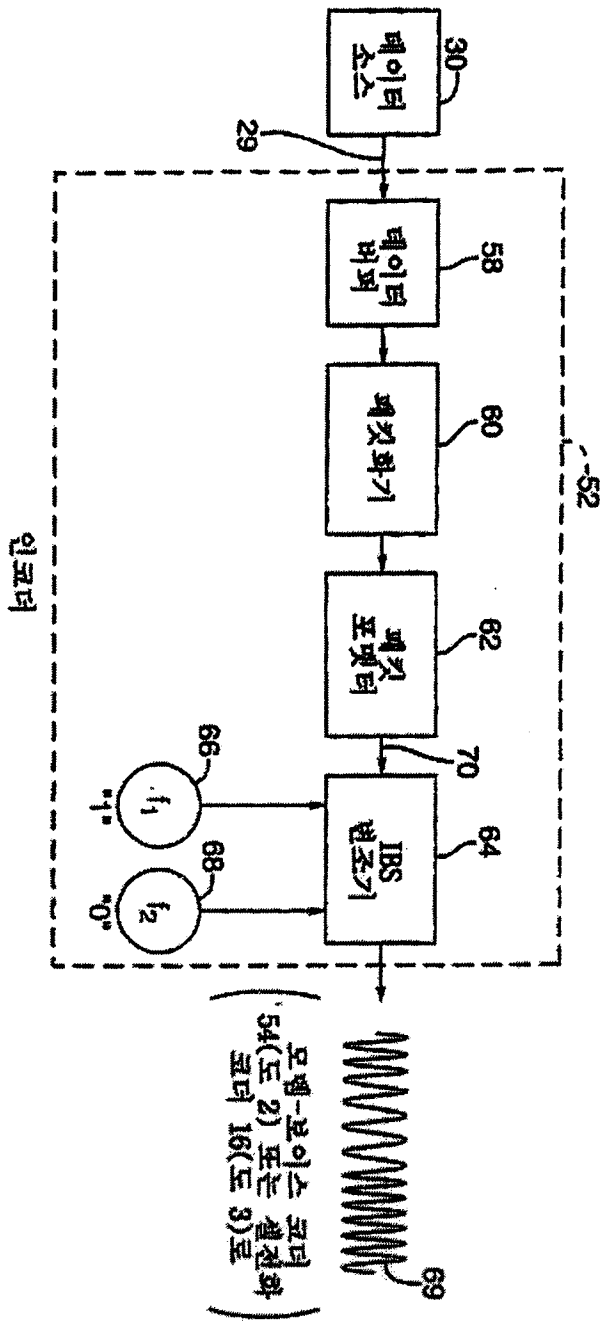 30
데이터
소스
29
58
데이터
버퍼
60
패킷화기
62
패킷
포맷터
70
64
IBS
변조기
52
66
f1
"1"
68
f2
"0"
69
인코더
모뎀-보이스 코더
54(도 2) 또는 셀전화
코더 16(도 3)로